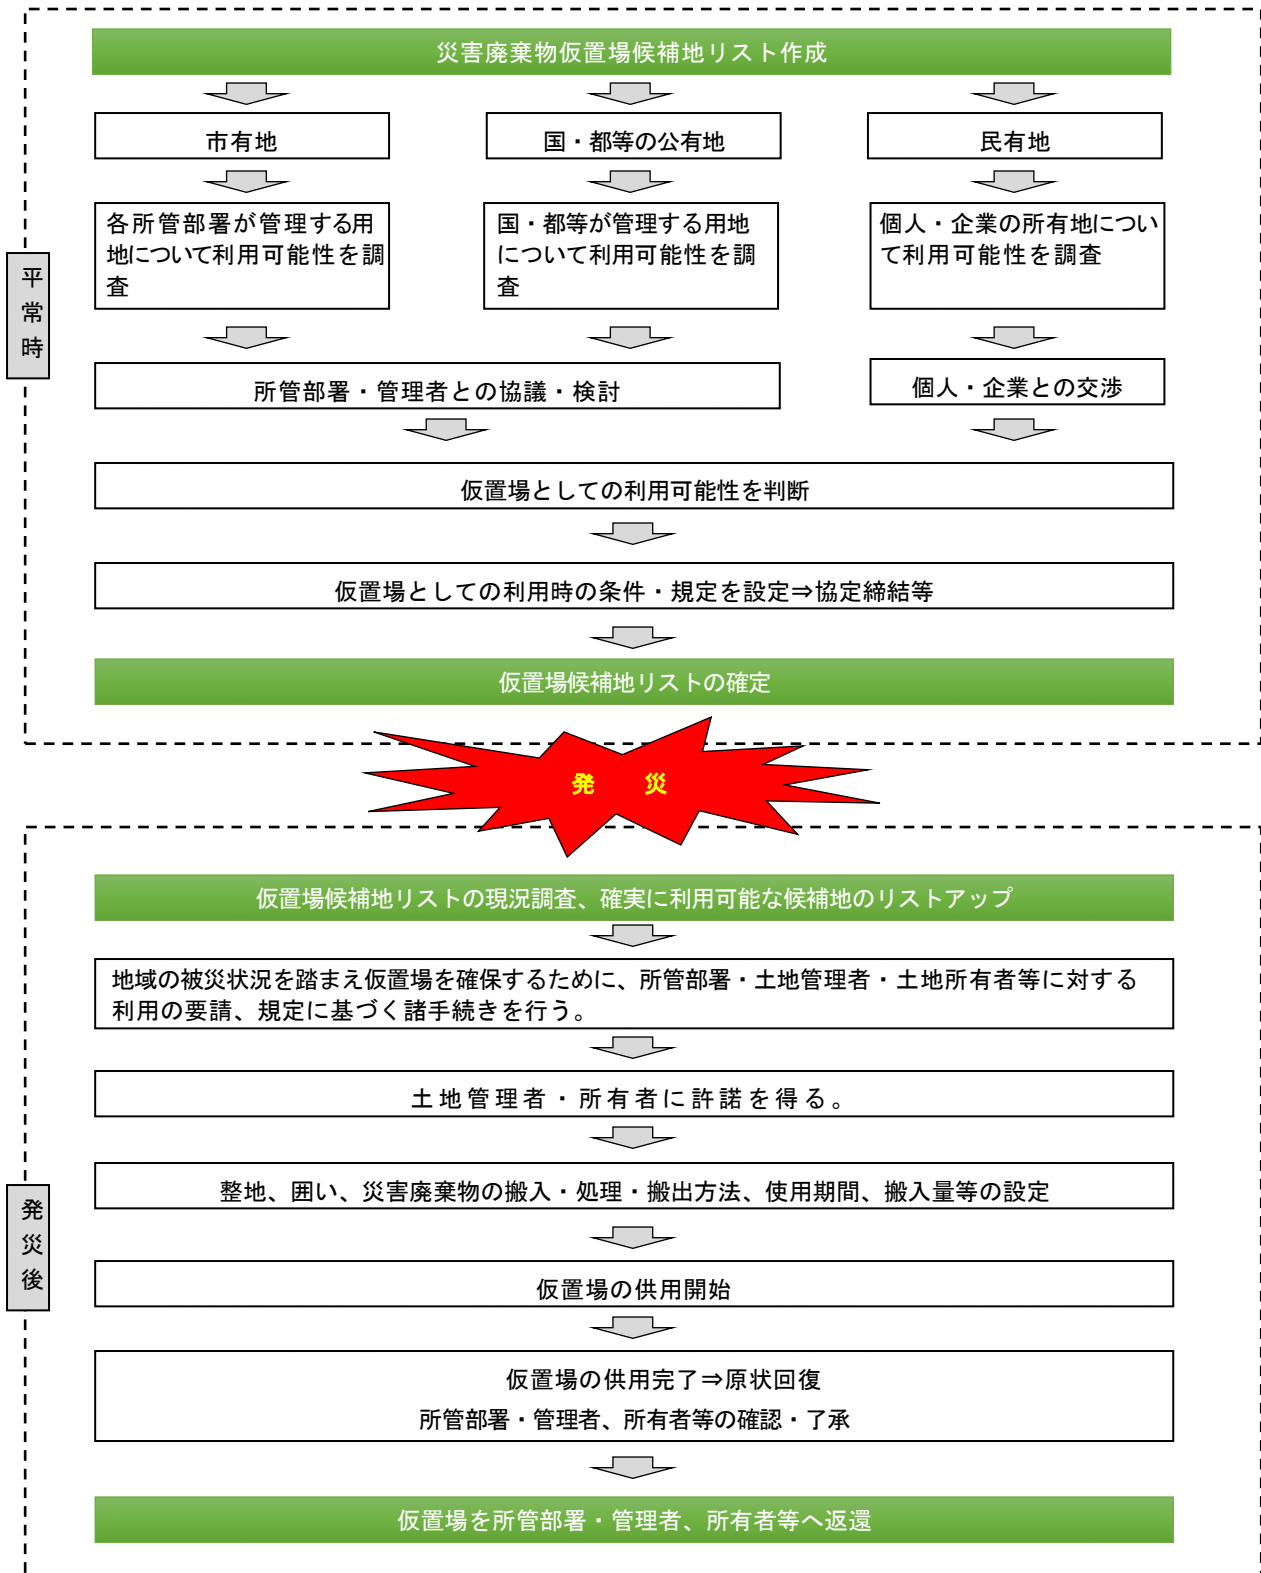 災害廃棄物仮置場候補地リスト作成
市有地
国・都等の公有地
民有地
各所管部署が管理する用
地について利用可能性を調
査
国・都等が管理する用地
について利用可能性を調
査
個人・企業の所有地につい
て利用可能性を調査
平常時
所管部署・管理者との協議・検討
個人・企業との交渉
仮置場としての利用可能性を判断
仮置場としての利用時の条件・規定を設定⇒協定締結等
仮置場候補地リストの確定
発 災
仮置場候補地リストの現況調査、確実に利用可能な候補地のリストアップ
地域の被災状況を踏まえ仮置場を確保するために、所管部署・土地管理者・土地所有者等に対する
利用の要請、規定に基づく諸手続きを行う。
土地管理者・所有者に許諾を得る。
整地、囲い、災害廃棄物の搬入・処理・搬出方法、使用期間、搬入量等の設定
発災後
仮置場の供用開始
仮置場の供用完了⇒原状回復
所管部署・管理者、所有者等の確認・了承
仮置場を所管部署・管理者、所有者等へ返還